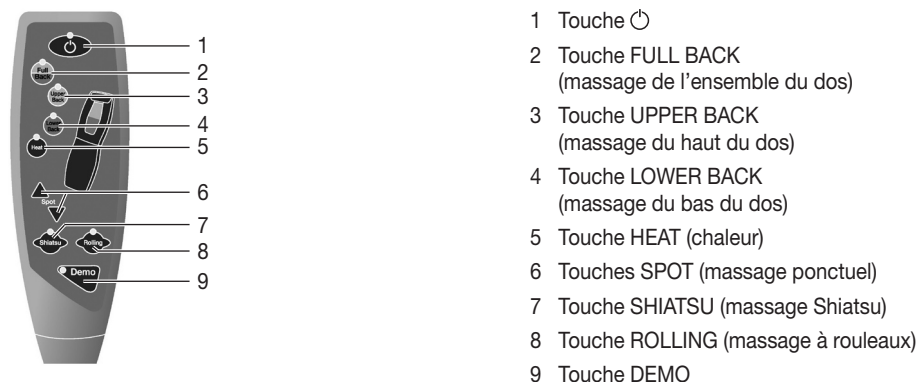 Full
Back
Upper
Back
Lower
Back
Heat
Spot
Shiatsu
Rolling
Demo
1
2
3
4
5
6
7
8
9
1 Touche ⏻
2 Touche FULL BACK
(massage de l'ensemble du dos)
3 Touche UPPER BACK
(massage du haut du dos)
4 Touche LOWER BACK
(massage du bas du dos)
5 Touche HEAT (chaleur)
6 Touches SPOT (massage ponctuel)
7 Touche SHIATSU (massage Shiatsu)
8 Touche ROLLING (massage à rouleaux)
9 Touche DEMO